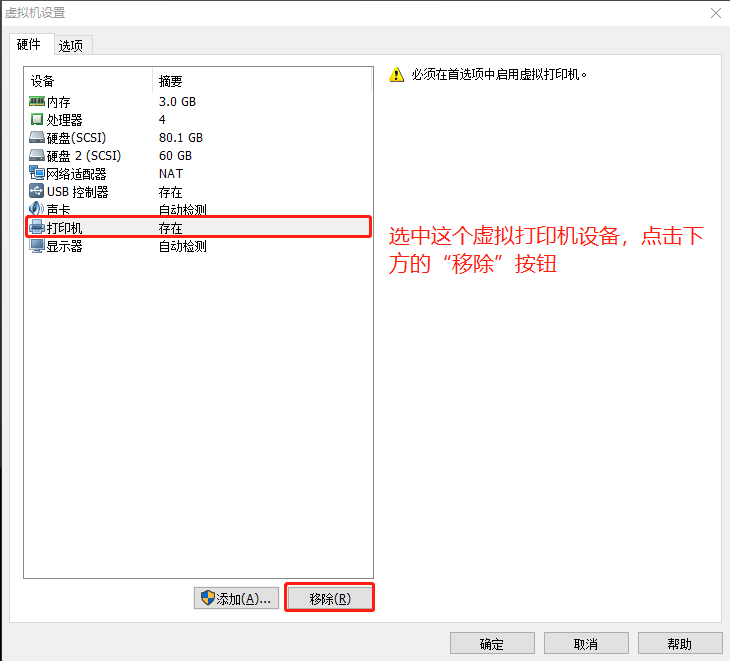 虚拟机设置
硬件 选项
设备 摘要
内存 3.0 GB
处理器 4
硬盘(SCSI) 80.1 GB
硬盘 2 (SCSI) 60 GB
网络适配器 NAT
USB 控制器 存在
声卡 自动检测
打印机 存在
显示器 自动检测
必须在首选项中启用虚拟打印机。
选中这个虚拟打印机设备，点击下
方的“移除”按钮
添加(A)... 移除(R)
确定 取消 帮助